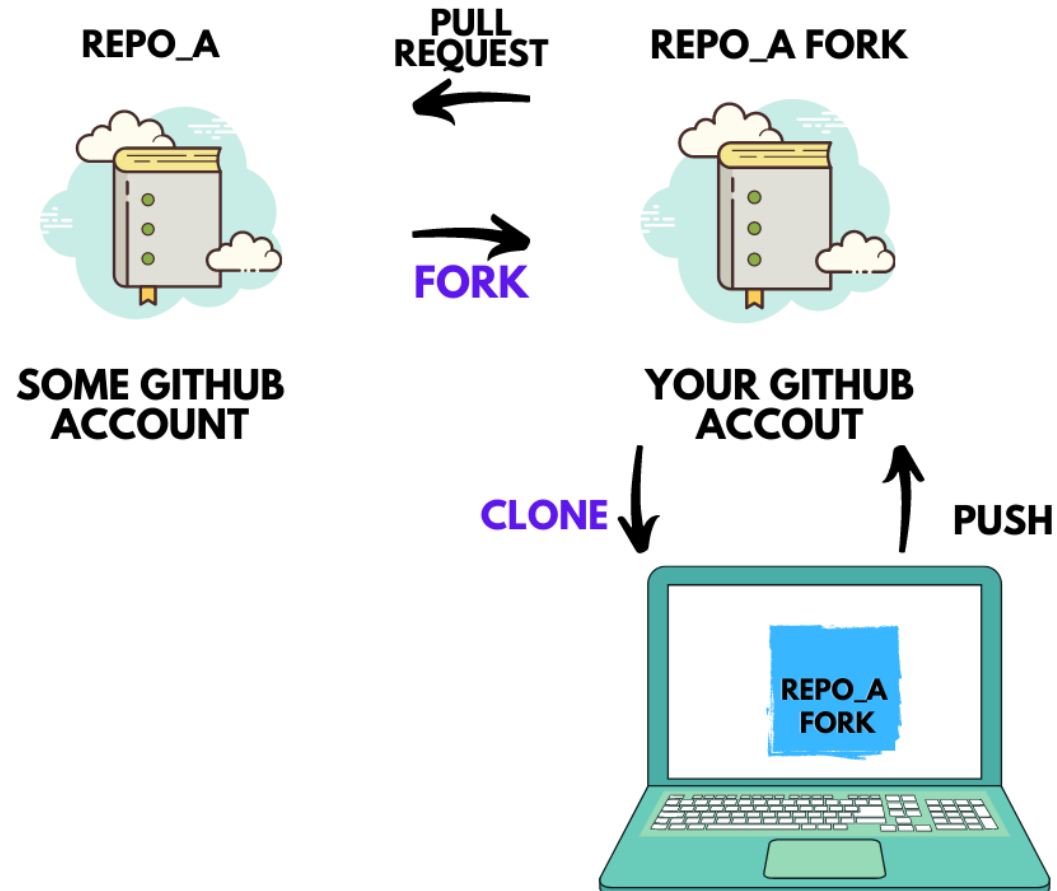 REPO_A
PULL
REQUEST
REPO_A FORK
FORK
SOME GITHUB
ACCOUNT
YOUR GITHUB
ACCOUT
CLONE
PUSH
REPO_A
FORK